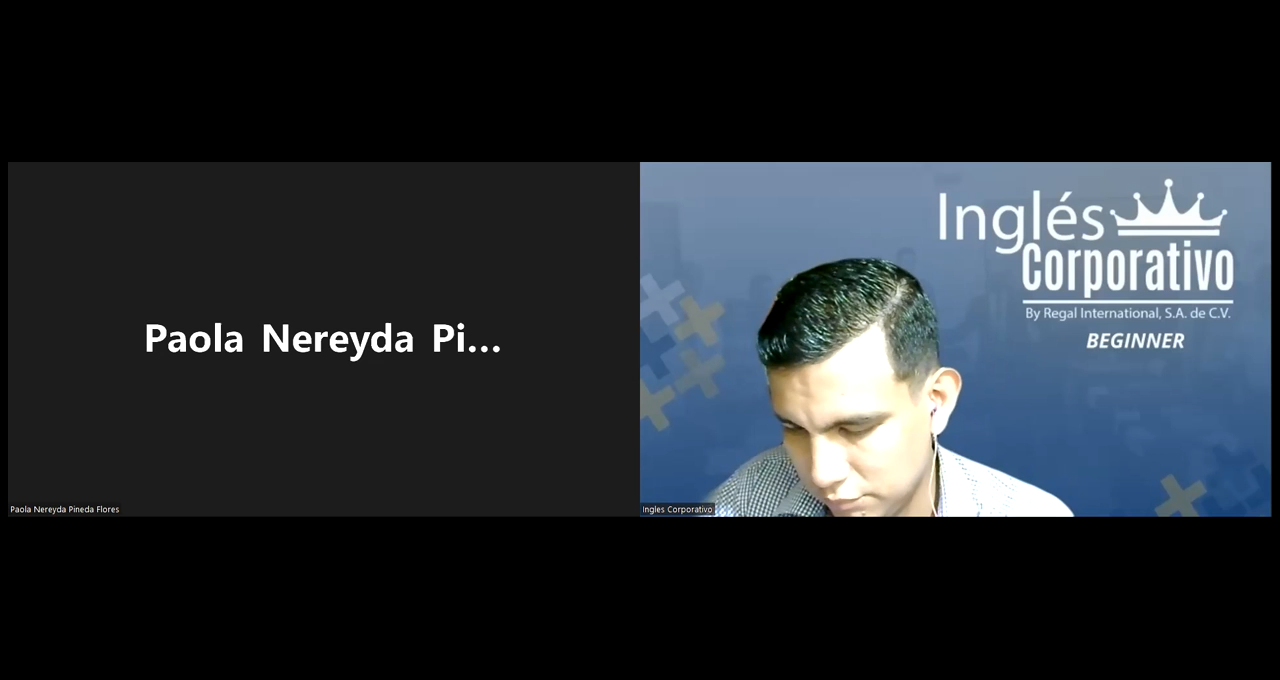 Paola Nereyda Pi...
Paola Nereyda Pineda Flores
Inglés
Corporativo
By Regal International, S.A. de C.V.
BEGINNER
Ingles Corporativo